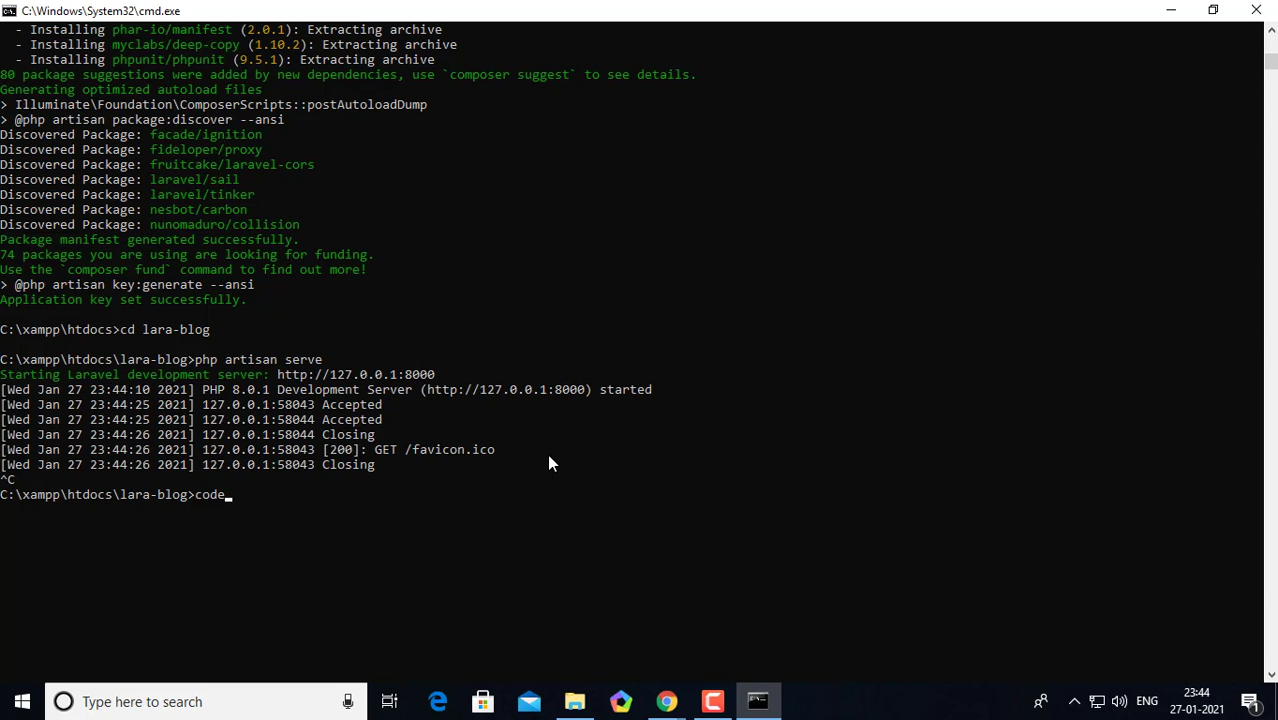 C:\Windows\System32\cmd.exe
- Installing phar-io/manifest (2.0.1): Extracting archive
- Installing myclabs/deep-copy (1.10.2): Extracting archive
- Installing phpunit/phpunit (9.5.1): Extracting archive
80 package suggestions were added by new dependencies, use `composer suggest` to see details.
Generating optimized autoload files
> Illuminate\Foundation\ComposerScripts::postAutoloadDump
> @php artisan package:discover --ansi
Discovered Package: facade/ignition
Discovered Package: fideloper/proxy
Discovered Package: fruitcake/laravel-cors
Discovered Package: laravel/sail
Discovered Package: laravel/tinker
Discovered Package: nesbot/carbon
Discovered Package: nunomaduro/collision
Package manifest generated successfully.
74 packages you are using are looking for funding.
Use the `composer fund` command to find out more!
> @php artisan key:generate --ansi
Application key set successfully.
C:\xampp\htdocs>cd lara-blog
C:\xampp\htdocs\lara-blog>php artisan serve
Starting Laravel development server: http://127.0.0.1:8000
[Wed Jan 27 23:44:10 2021] PHP 8.0.1 Development Server (http://127.0.0.1:8000) started
[Wed Jan 27 23:44:25 2021] 127.0.0.1:58043 Accepted
[Wed Jan 27 23:44:25 2021] 127.0.0.1:58044 Accepted
[Wed Jan 27 23:44:26 2021] 127.0.0.1:58044 Closing
[Wed Jan 27 23:44:26 2021] 127.0.0.1:58043 [200]: GET /favicon.ico
[Wed Jan 27 23:44:26 2021] 127.0.0.1:58043 Closing
^C
C:\xampp\htdocs\lara-blog>code_
Type here to search
ENG
23:44
27-01-2021
1